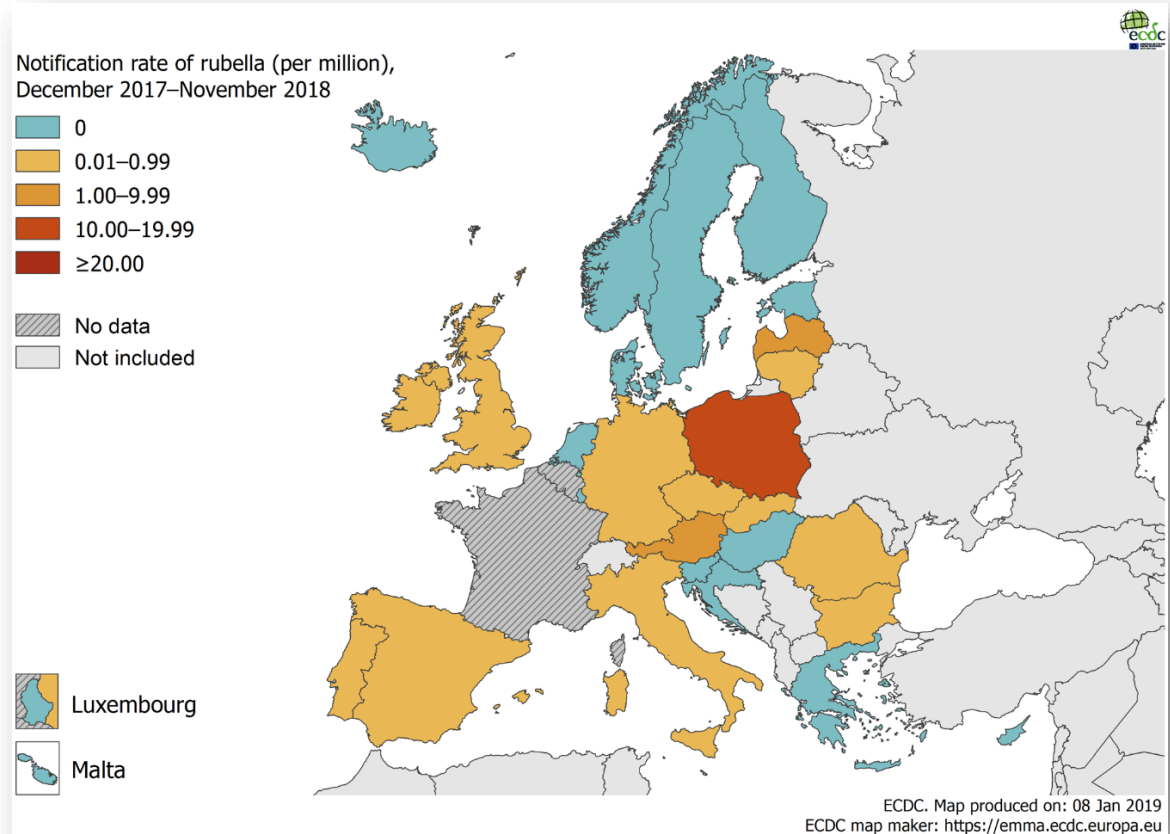 ecdc
Notification rate of rubella (per million),
December 2017–November 2018
0
0.01–0.99
1.00–9.99
10.00–19.99
≥20.00
No data
Not included
Luxembourg
Malta
ECDC. Map produced on: 08 Jan 2019
ECDC map maker: https://emma.ecdc.europa.eu